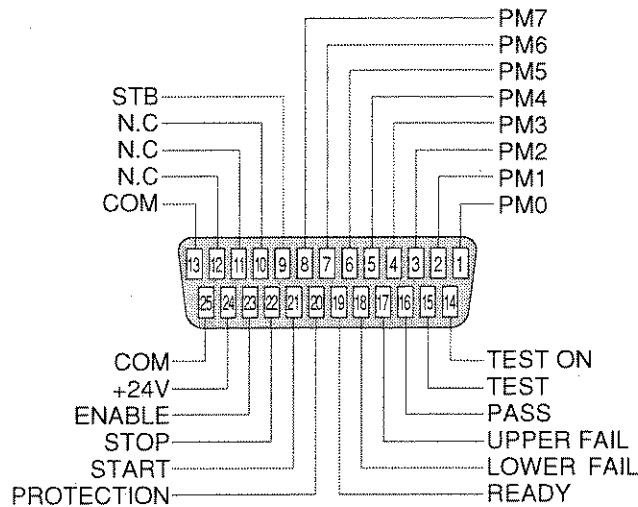 PM7
PM6
PM5
STB
PM4
N.C
PM3
N.C
PM2
N.C
PM1
COM
PM0
13 12 11 10 9 8 7 6 5 4 3 2 1
25 24 23 22 21 20 19 18 17 16 15 14
COM
TEST ON
+24V
TEST
ENABLE
PASS
STOP
UPPER FAIL
START
LOWER FAIL
PROTECTION
READY